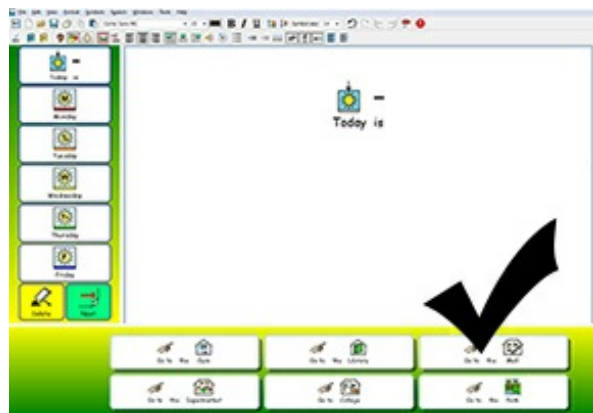 Today is
Monday
Tuesday
Wednesday
Thursday
Friday
Delete
Next
Today is
Go to the Gym
Go to the Library
Go to the Mall
Go to the Supermarket
Go to College
Go to the Park